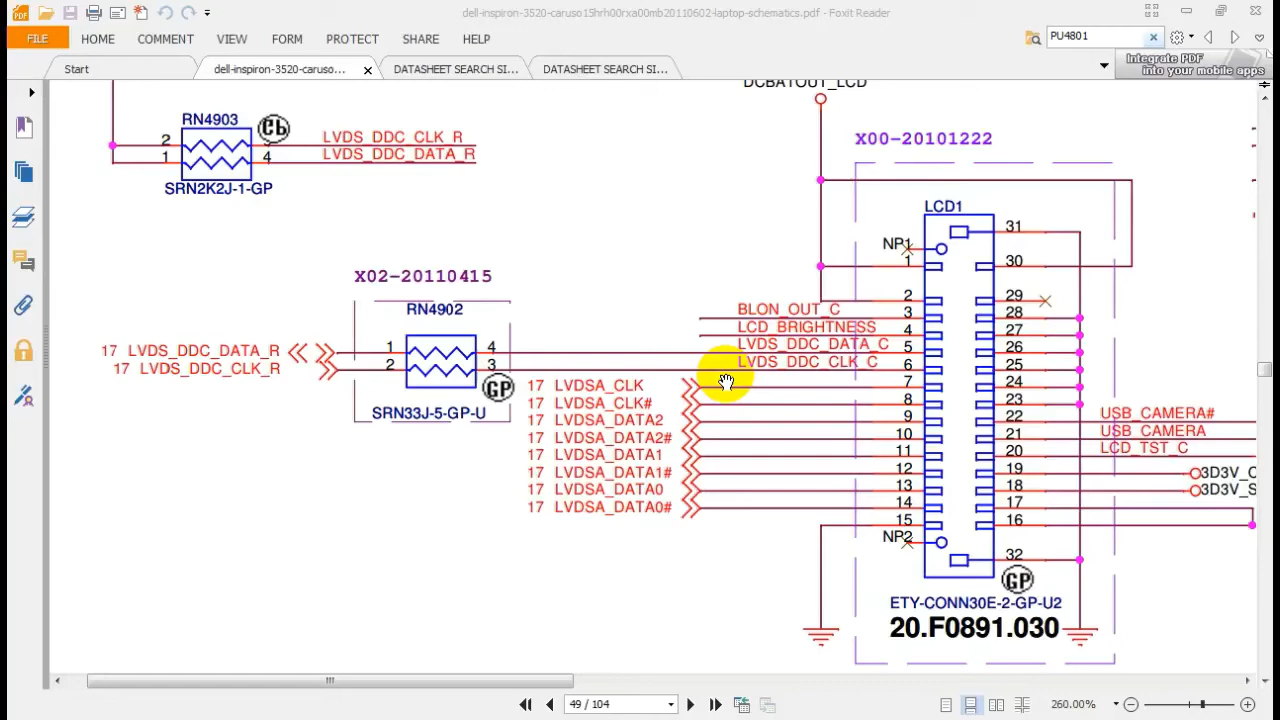 dell-inspiron-3520-caruso15hrh00rxa00mb20110602-laptop-schematics.pdf - Foxit Reader
FILE HOME COMMENT VIEW FORM PROTECT SHARE HELP PU4801
Start dell-inspiron-3520-caruso... DATASHEET SEARCH SI... DATASHEET SEARCH SI... Integrate PDF
into your mobile apps
DCBATOUT_LCD
RN4903
Cb
2 LVDS_DDC_CLK_R
1 4 LVDS_DDC_DATA_R
SRN2K2J-1-GP
X00-20101222
LCD1
31
NP1
1 30
X02-20110415
RN4902
2 29
BLON_OUT_C 3 28
LCD_BRIGHTNESS 4 27
17 LVDS_DDC_DATA_R 1 4 LVDS_DDC_DATA_C 5 26
17 LVDS_DDC_CLK_R 2 3 LVDS_DDC_CLK_C 6 25
GP
17 LVDSA_CLK 7 24
17 LVDSA_CLK# 8 23
SRN33J-5-GP-U
17 LVDSA_DATA2 9 22 USB_CAMERA#
17 LVDSA_DATA2# 10 21 USB_CAMERA
17 LVDSA_DATA1 11 20 LCD_TST_C
17 LVDSA_DATA1# 12 19 3D3V_C
17 LVDSA_DATA0 13 18 3D3V_S
17 LVDSA_DATA0# 14 17
15 16
NP2
32
GP
ETY-CONN30E-2-GP-U2
20.F0891.030
49 / 104 260.00%